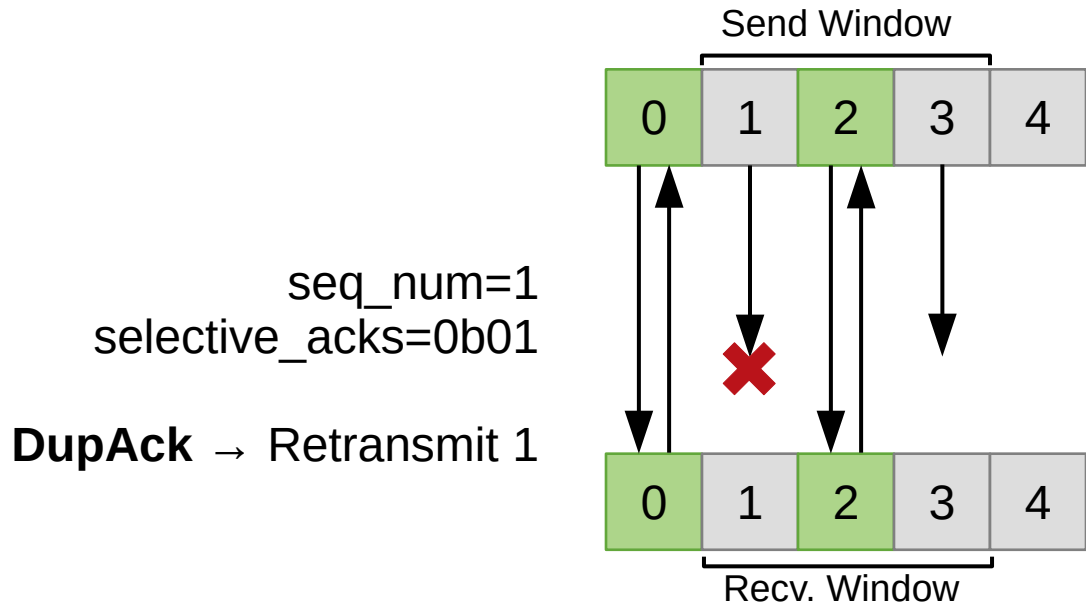 Send Window
0 1 2 3 4
seq_num=1
selective_acks=0b01
DupAck → Retransmit 1
0 1 2 3 4
Recv. Window